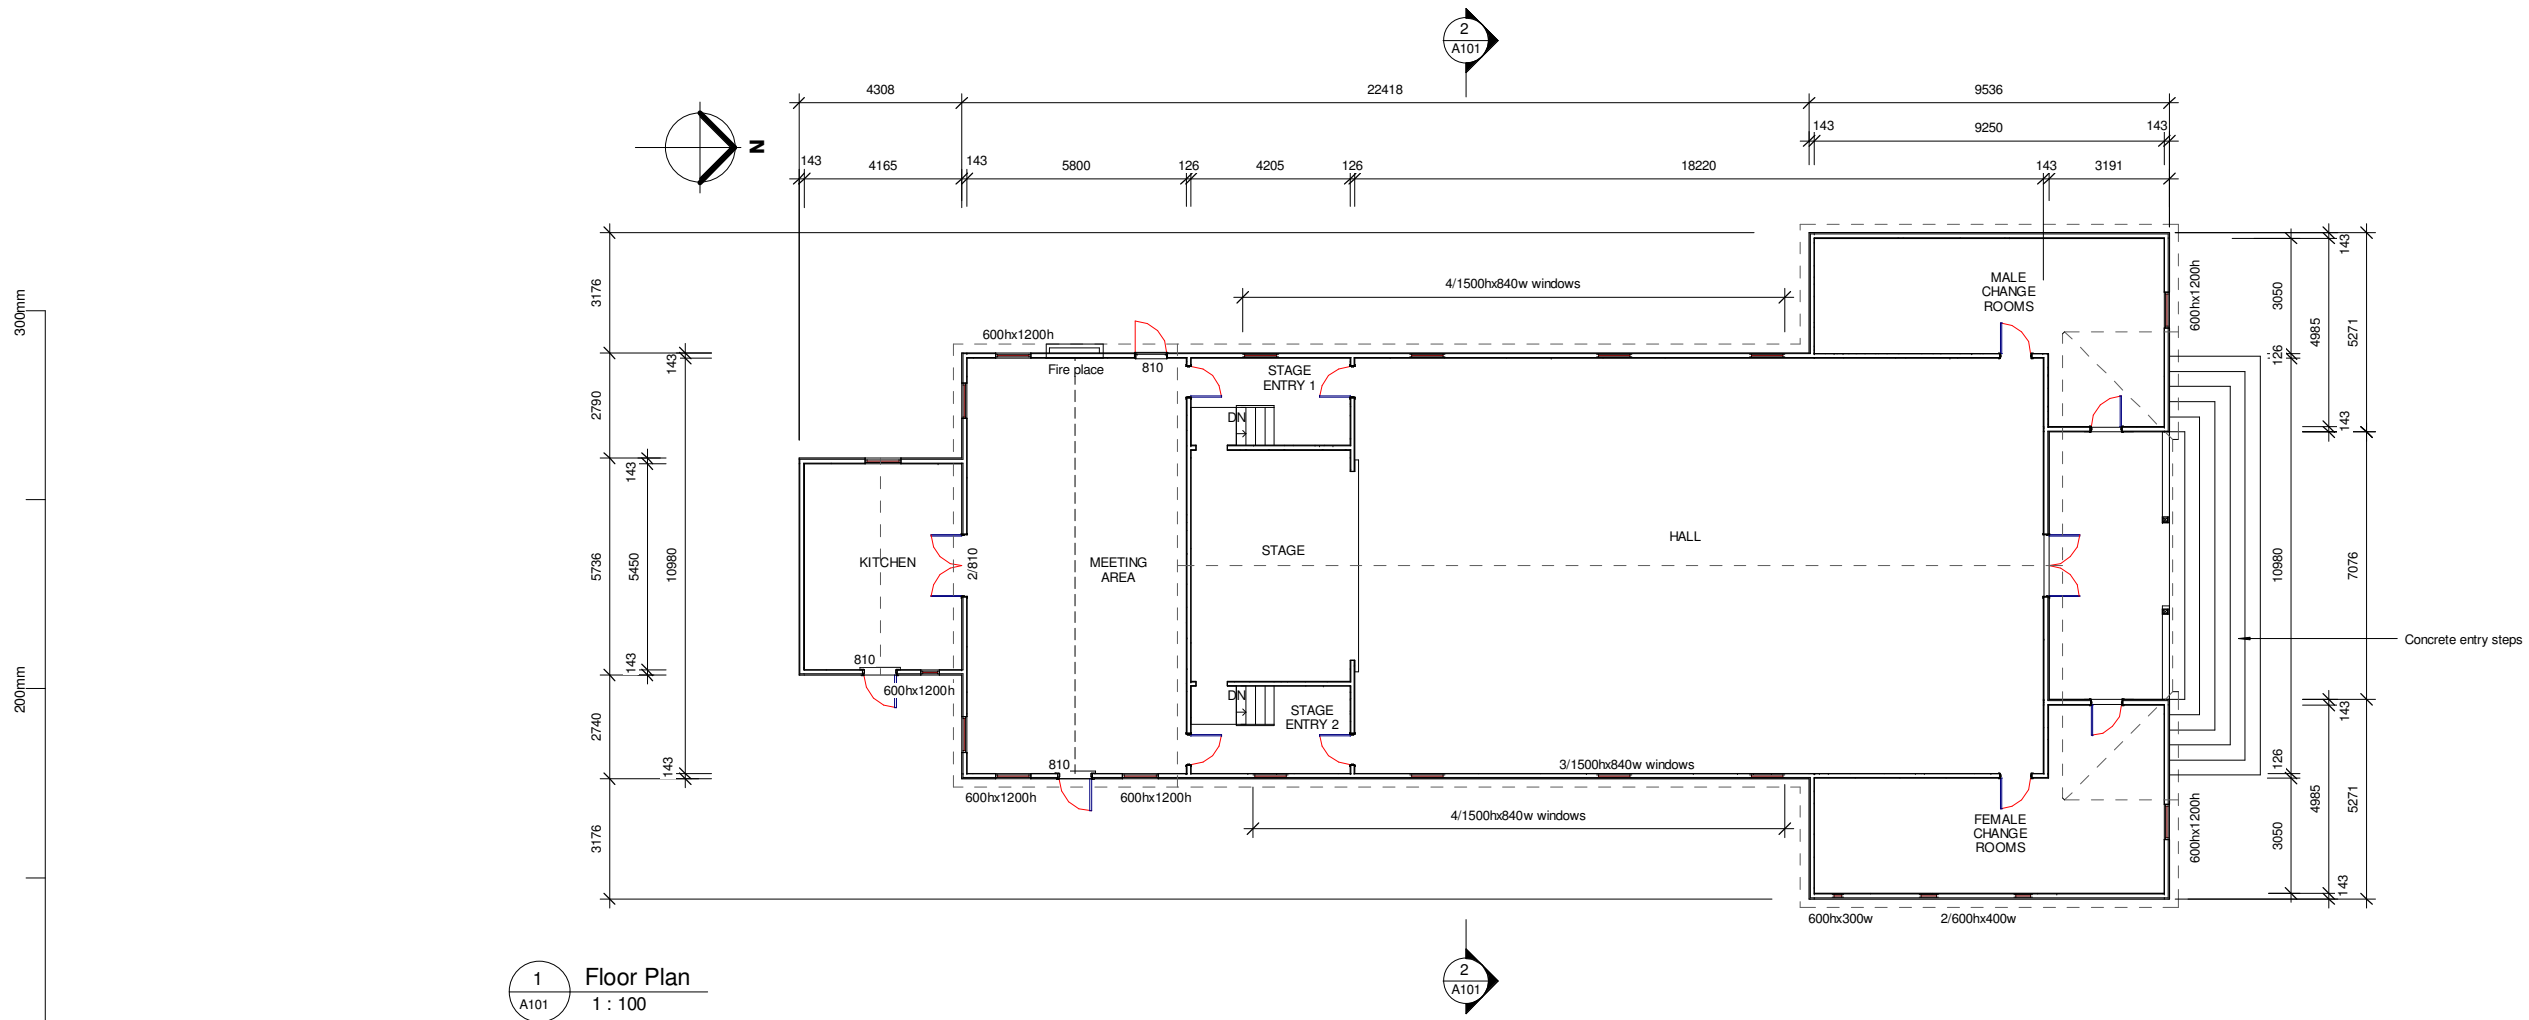 2
A101
4308
22418
9536
143
9250
143
N
143
4165
143
5800
126
4205
126
18220
143
3191
300mm
200mm
3176
2790
5736
2740
3176
143
5450
143
143
10980
143
4/1500hx840w windows
600hx1200h
Fire place
810
STAGE
ENTRY 1
DN
MALE
CHANGE
ROOMS
600hx1200h
KITCHEN
2/810
MEETING
AREA
STAGE
HALL
810
600hx1200h
DN
STAGE
ENTRY 2
810
600hx1200h
600hx1200h
3/1500hx840w windows
4/1500hx840w windows
FEMALE
CHANGE
ROOMS
600hx1200h
600hx300w
2/600hx400w
3050
126
10980
126
3050
143
4985
143
143
4985
143
5271
7076
5271
Concrete entry steps
1
A101
Floor Plan
1 : 100
2
A101